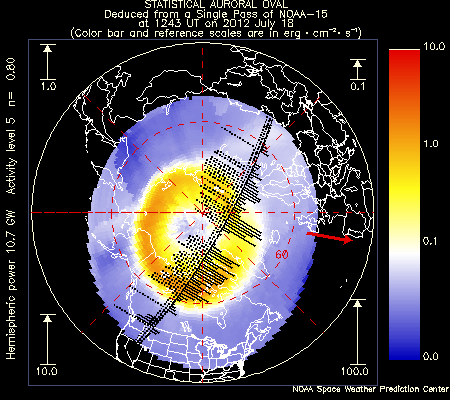 STATISTICAL AURORAL OVAL
Deduced from a Single Pass of NOAA-15
at 1243 UT on 2012 July 18
(Color bar and reference scales are in erg · cm⁻² · s⁻¹)
1.0
0.1
10.0
1.0
0.1
0.0
Hemispheric power 10.7 GW Activity level 5 n= 0.80
60
10.0
100.0
NOAA Space Weather Prediction Center